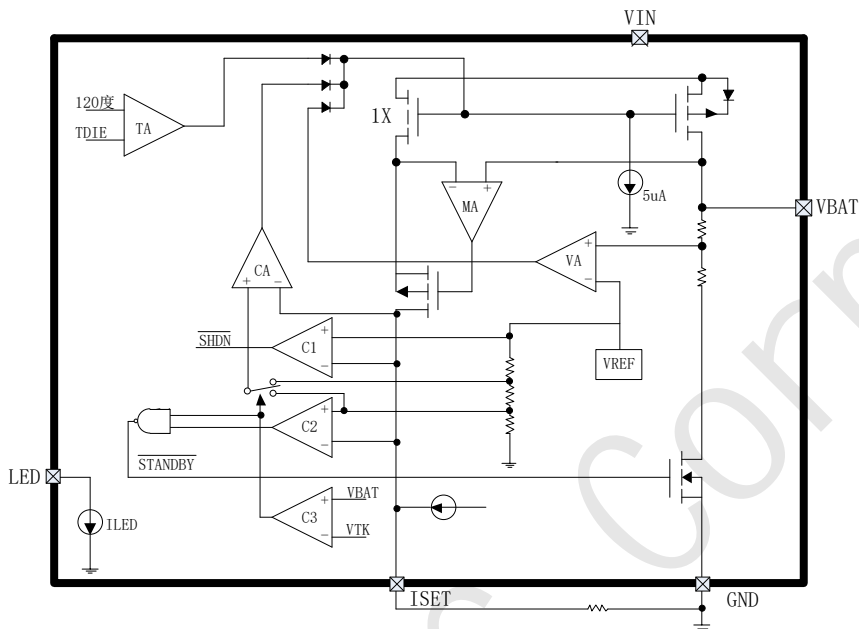 VIN
120度
TDIE
TA
1X
5uA
MA
VBAT
CA
VA
SHDN
C1
VREF
C2
STANDBY
LED
ILED
C3
VBAT
VTK
ISET
GND